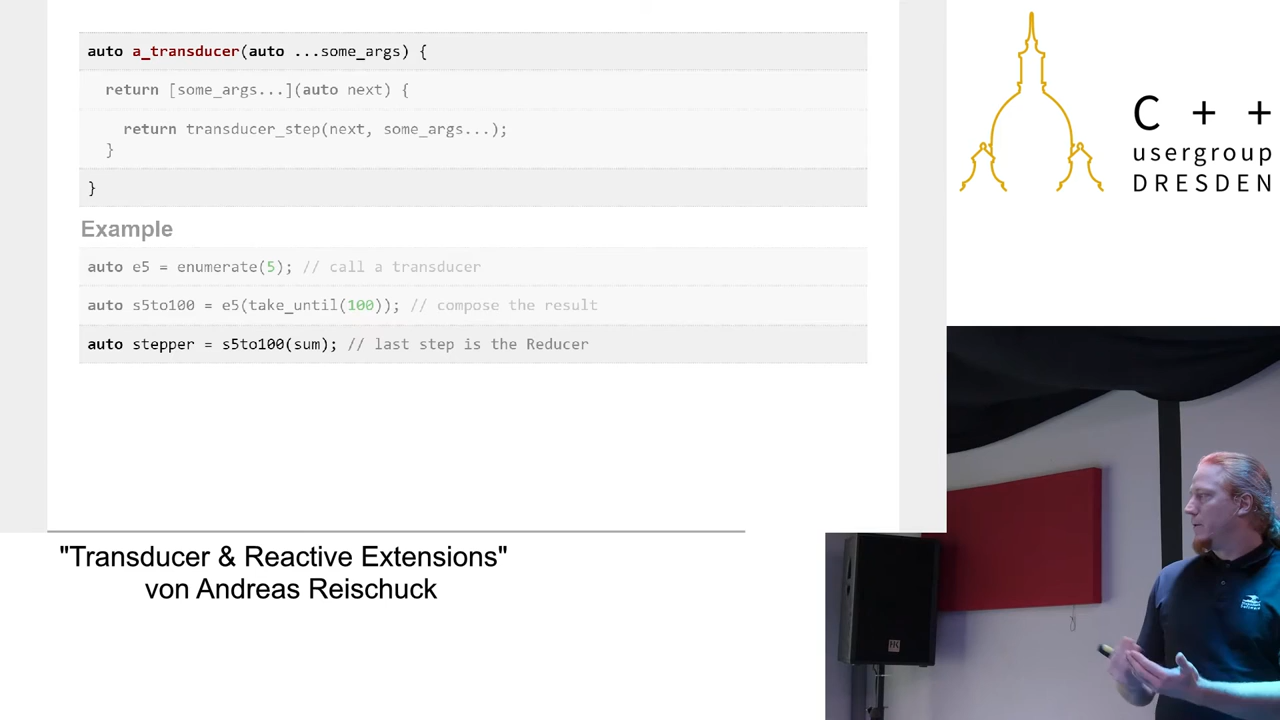 auto a_transducer(auto ...some_args) {
return [some_args...](auto next) {
return transducer_step(next, some_args...);
}
}
Example
auto e5 = enumerate(5); // call a transducer
auto s5to100 = e5(take_until(100)); // compose the result
auto stepper = s5to100(sum); // last step is the Reducer
"Transducer & Reactive Extensions"
von Andreas Reischuck
C + +
usergroup
DRESDEN